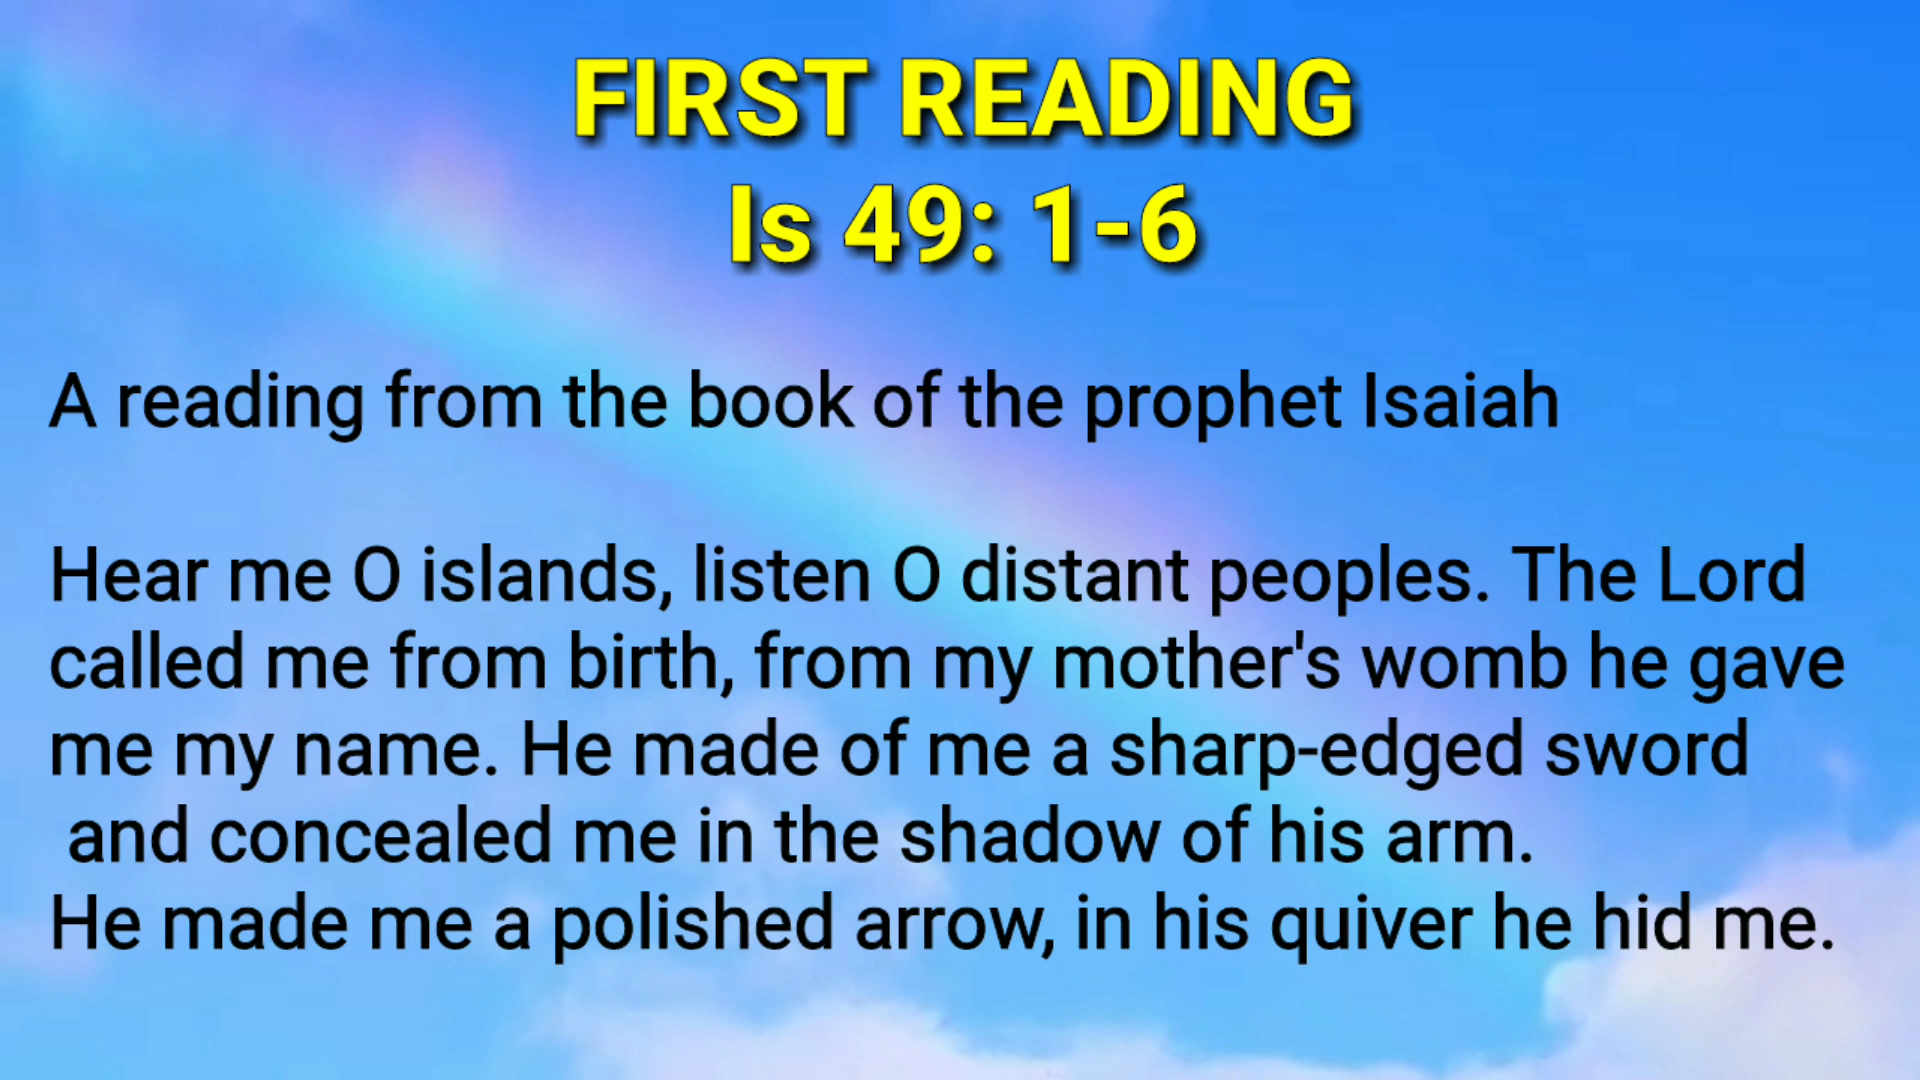 FIRST READING
Is 49: 1-6
A reading from the book of the prophet Isaiah
Hear me O islands, listen O distant peoples. The Lord
called me from birth, from my mother's womb he gave
me my name. He made of me a sharp-edged sword
and concealed me in the shadow of his arm.
He made me a polished arrow, in his quiver he hid me.